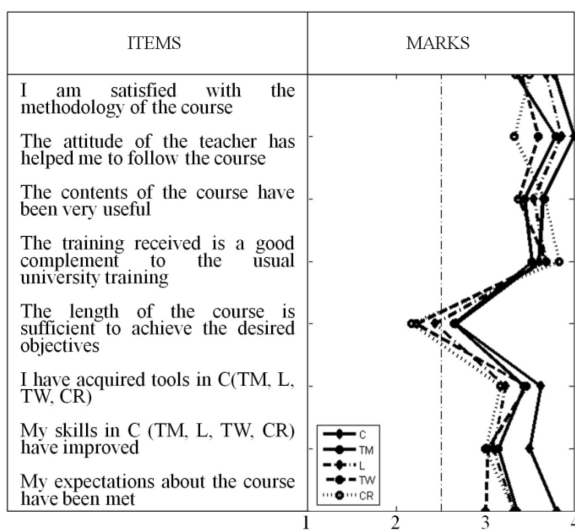 ITEMS
MARKS
I am satisfied with the
methodology of the course
The attitude of the teacher has
helped me to follow the course
The contents of the course have
been very useful
The training received is a good
complement to the usual
university training
The length of the course is
sufficient to achieve the desired
objectives
I have acquired tools in C(TM, L,
TW, CR)
My skills in C (TM, L, TW, CR)
have improved
My expectations about the course
have been met
C
TM
L
TW
CR
1 2 3 4